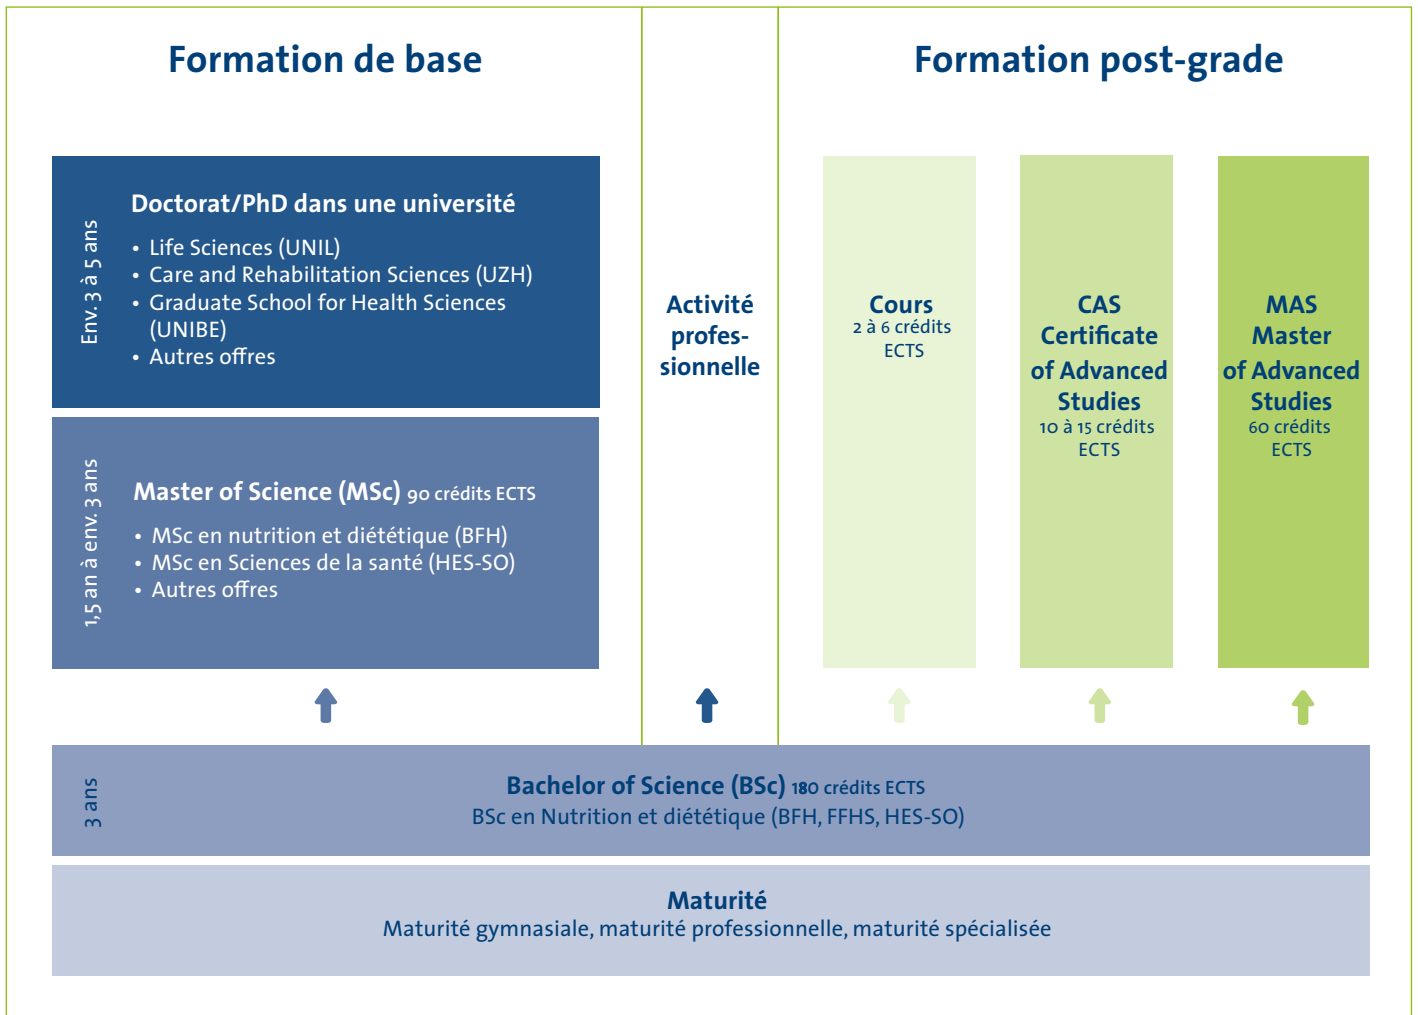 Formation de base
Formation post-grade
Env. 3 à 5 ans
Doctorat/PhD dans une université
• Life Sciences (UNIL)
• Care and Rehabilitation Sciences (UZH)
• Graduate School for Health Sciences
(UNIBE)
• Autres offres
1,5 an à env. 3 ans
Master of Science (MSc) 90 crédits ECTS
• MSc en nutrition et diététique (BFH)
• MSc en Sciences de la santé (HES-SO)
• Autres offres
Activité
profes-
sionnelle
Cours
2 à 6 crédits
ECTS
CAS
Certificate
of Advanced
Studies
10 à 15 crédits
ECTS
MAS
Master
of Advanced
Studies
60 crédits
ECTS
3 ans
Bachelor of Science (BSc) 180 crédits ECTS
BSc en Nutrition et diététique (BFH, FFHS, HES-SO)
Maturité
Maturité gymnasiale, maturité professionnelle, maturité spécialisée